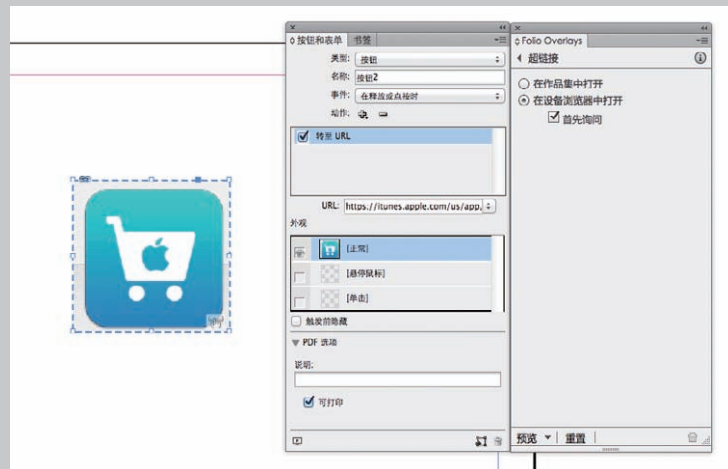 按钮和表单 书签
类型: 按钮
名称: 按钮2
事件: 在释放或点按时
动作:
转至 URL
URL: https://itunes.apple.com/us/app,
外观
[正常]
[悬停鼠标]
[单击]
触发前隐藏
PDF 选项
说明:
可打印
Folio Overlays
超链接
在作品集中打开
在设备浏览器中打开
首先询问
预览 重置